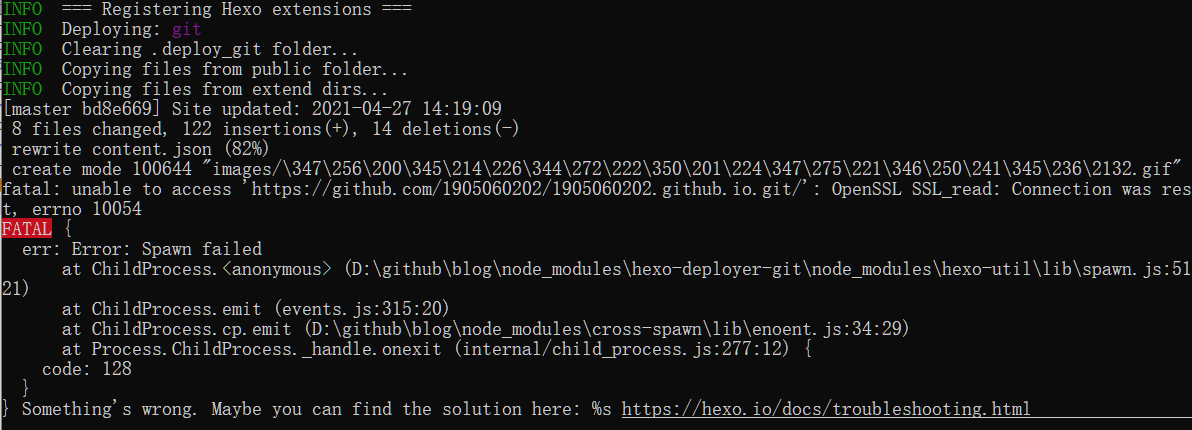 INFO  === Registering Hexo extensions ===
INFO  Deploying: git
INFO  Clearing .deploy_git folder...
INFO  Copying files from public folder...
INFO  Copying files from extend dirs...
[master bd8e669] Site updated: 2021-04-27 14:19:09
 8 files changed, 122 insertions(+), 14 deletions(-)
 rewrite content.json (82%)
 create mode 100644 "images/\347\256\200\345\214\226\344\272\222\350\201\224\347\275\221\346\250\241\345\236\2132.gif"
fatal: unable to access 'https://github.com/1905060202/1905060202.github.io.git/': OpenSSL SSL_read: Connection was res
t, errno 10054
FATAL {
  err: Error: Spawn failed
      at ChildProcess.<anonymous> (D:\github\blog\node_modules\hexo-deployer-git\node_modules\hexo-util\lib\spawn.js:51
21)
      at ChildProcess.emit (events.js:315:20)
      at ChildProcess.cp.emit (D:\github\blog\node_modules\cross-spawn\lib\enoent.js:34:29)
      at Process.ChildProcess._handle.onexit (internal/child_process.js:277:12) {
    code: 128
  }
} Something's wrong. Maybe you can find the solution here: %s https://hexo.io/docs/troubleshooting.html